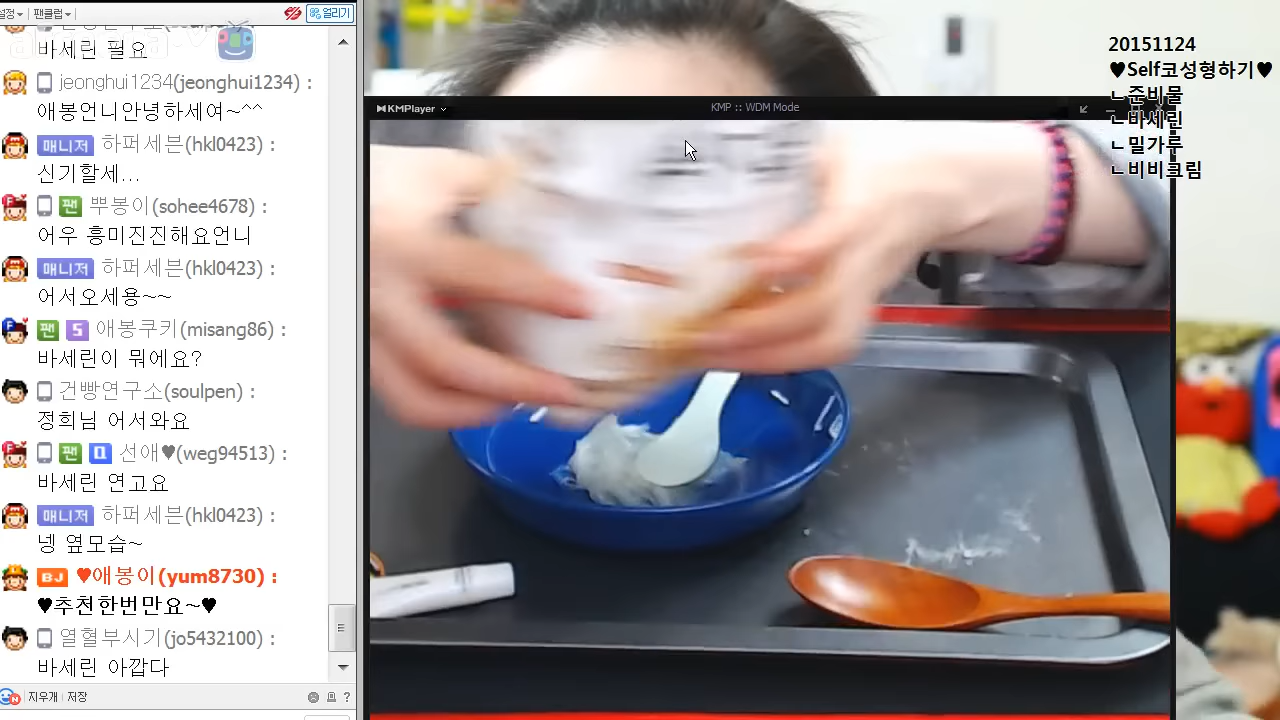 설정 팬클럽 얼리기
바세린 필요
jeonghui1234(jeonghui1234) :
애봉언니안녕하세여~^^
매니저 하퍼세븐(hkl0423) :
신기할세...
팬 뿌봉이(sohee4678) :
어우 흥미진진해요언니
매니저 하퍼세븐(hkl0423) :
어서오세용~~
팬 S 애봉쿠키(misang86) :
바세린이 뭐에요?
건빵연구소(soulpen) :
정희님 어서와요
팬 Q 선애♥(weg94513) :
바세린 연고요
매니저 하퍼세븐(hkl0423) :
넹 옆모습~
BJ ♥애봉이(yum8730) :
♥추천한번만요~♥
열혈부시기(jo5432100) :
바세린 아깝다
지우개 저장 ?
KMPlayer KMP :: WDM Mode
20151124
♥Self코성형하기♥
ㄴ준비물
ㄴ바세린
ㄴ밀가루
ㄴ비비크림